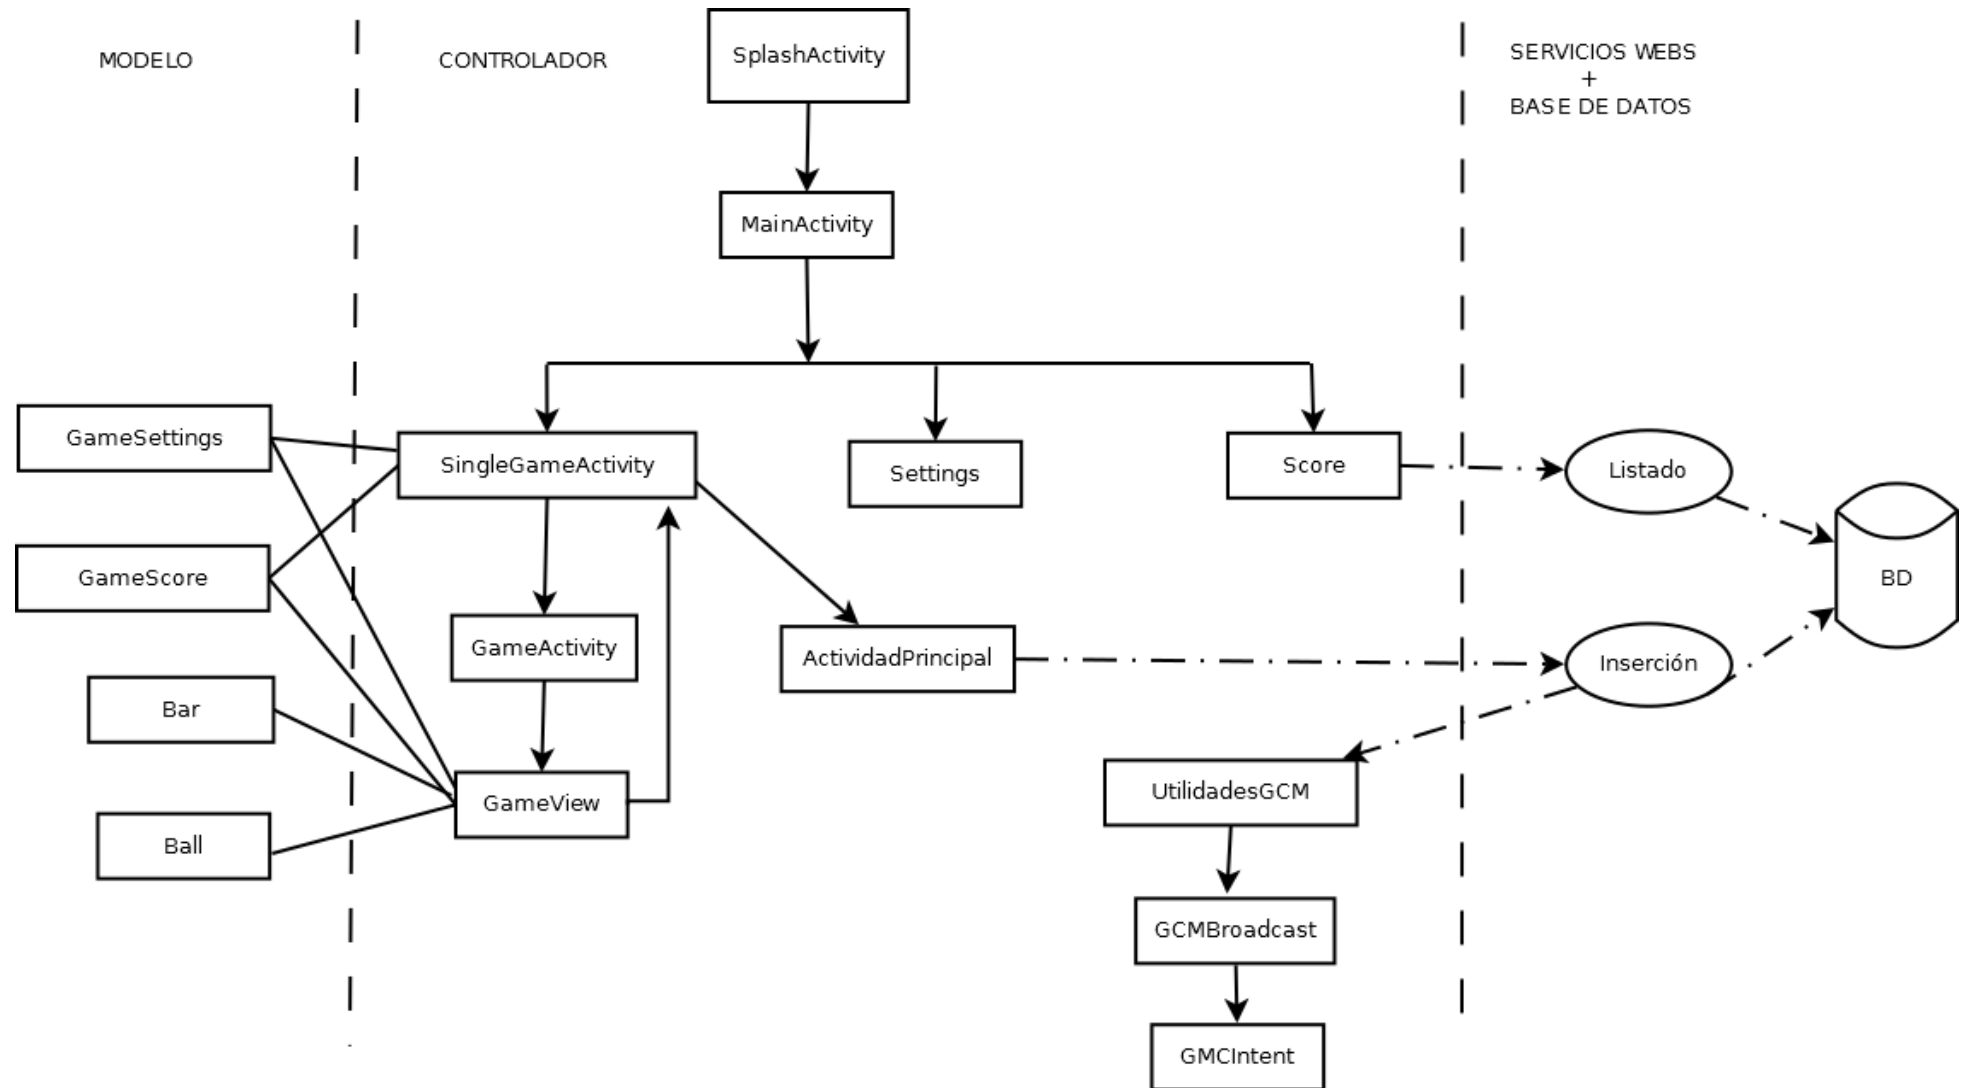 MODELO
CONTROLADOR
SplashActivity
SERVICIOS WEBS
+
BASE DE DATOS
MainActivity
GameSettings
SingleGameActivity
Settings
Score
Listado
GameScore
BD
GameActivity
ActividadPrincipal
Inserción
Bar
GameView
UtilidadesGCM
Ball
GCMBroadcast
GMCIntent